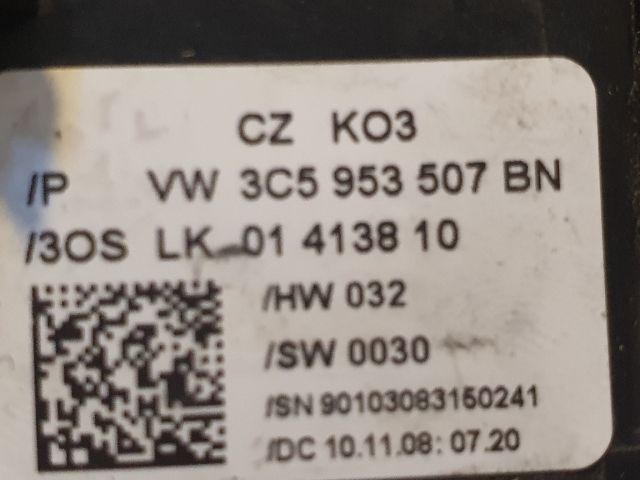 CZ KO3
/P VW 3C5 953 507 BN
/3OS LK 01 4138 10
/HW 032
/SW 0030
/SN 90103083150241
/DC 10.11.08: 07.20